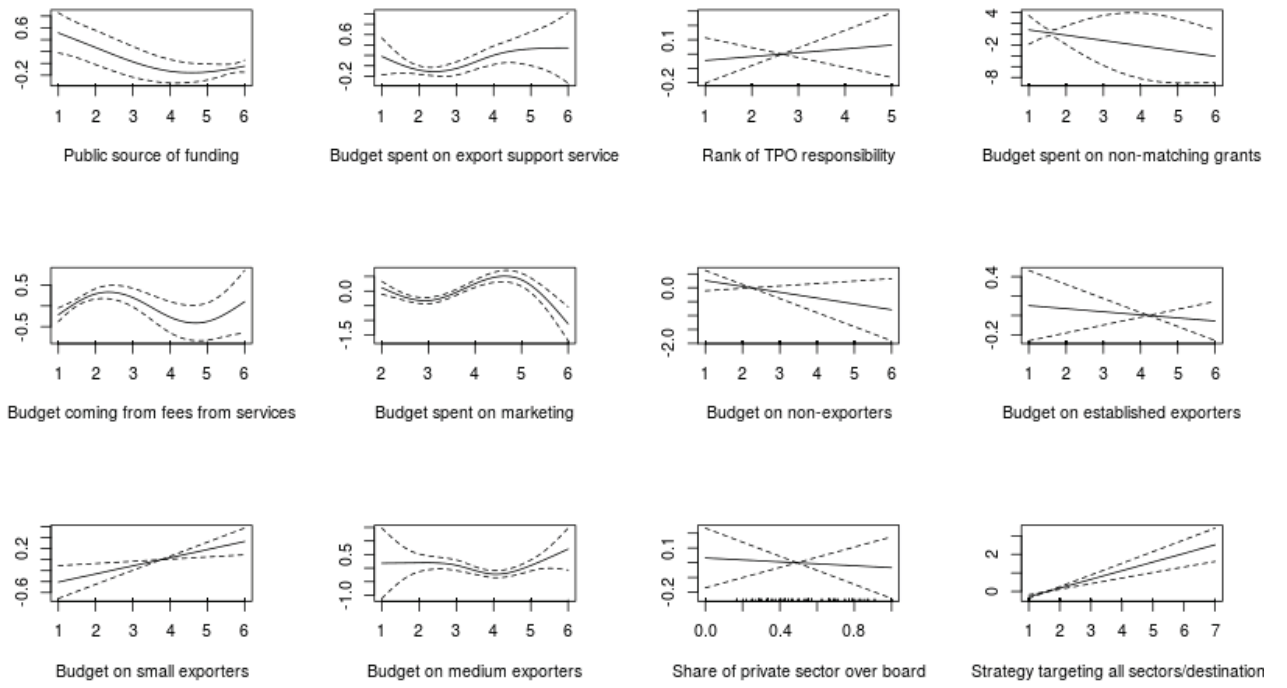 0.6
-0.2
1 2 3 4 5 6
Public source of funding
0.6
0.2
-0.2
1 2 3 4 5 6
Budget spent on export support service
0.1
-0.2
1 2 3 4 5
Rank of TPO responsibility
4
-2
-8
1 2 3 4 5 6
Budget spent on non-matching grants
0.5
-0.5
1 2 3 4 5 6
Budget coming from fees from services
0.0
-1.5
2 3 4 5 6
Budget spent on marketing
0.0
-2.0
1 2 3 4 5 6
Budget on non-exporters
0.4
-0.2
1 2 3 4 5 6
Budget on established exporters
0.2
-0.6
1 2 3 4 5 6
Budget on small exporters
0.5
-1.0
1 2 3 4 5 6
Budget on medium exporters
0.1
-0.2
0.0 0.4 0.8
Share of private sector over board
2
0
1 2 3 4 5 6 7
Strategy targeting all sectors/destination